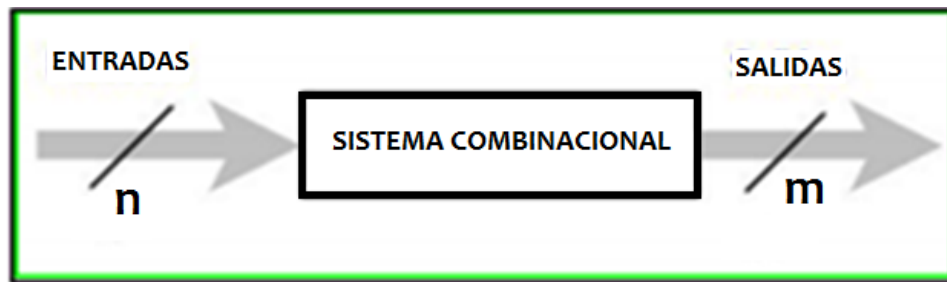 ENTRADAS
SALIDAS
SISTEMA COMBINACIONAL
n
m